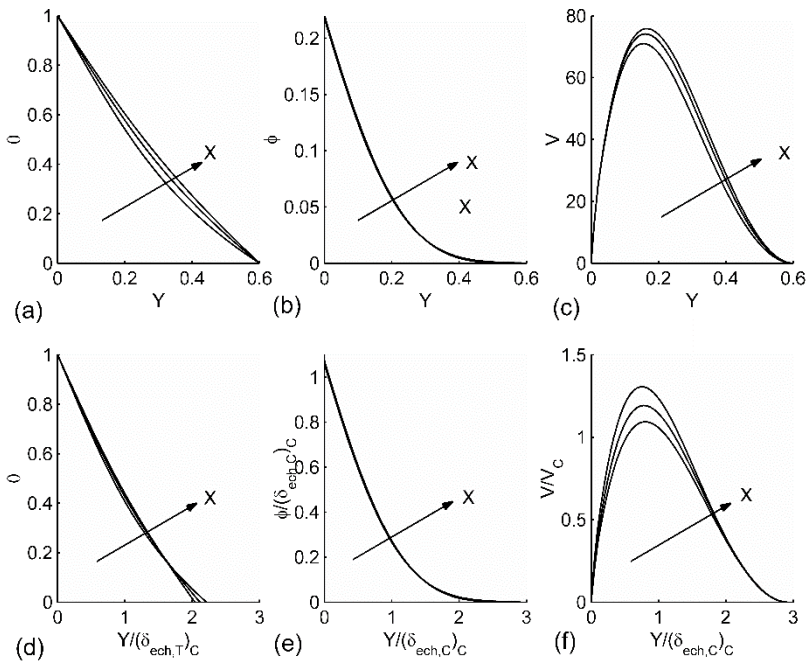 1
0.8
0.6
0.4
0.2
0
0 0.2 0.4 0.6
θ
X
Y
(a)
0.2
0.15
0.1
0.05
0
0 0.2 0.4 0.6
ϕ
X
X
Y
(b)
80
60
40
20
0
0 0.2 0.4 0.6
V
X
Y
(c)
1
0.8
0.6
0.4
0.2
0
0 1 2 3
θ
X
Y/(δech,T)C
(d)
1
0.8
0.6
0.4
0.2
0
0 1 2 3
ϕ/(δech,C)C
X
Y/(δech,C)C
(e)
1.5
1
0.5
0
0 1 2 3
V/VC
X
Y/(δech,C)C
(f)